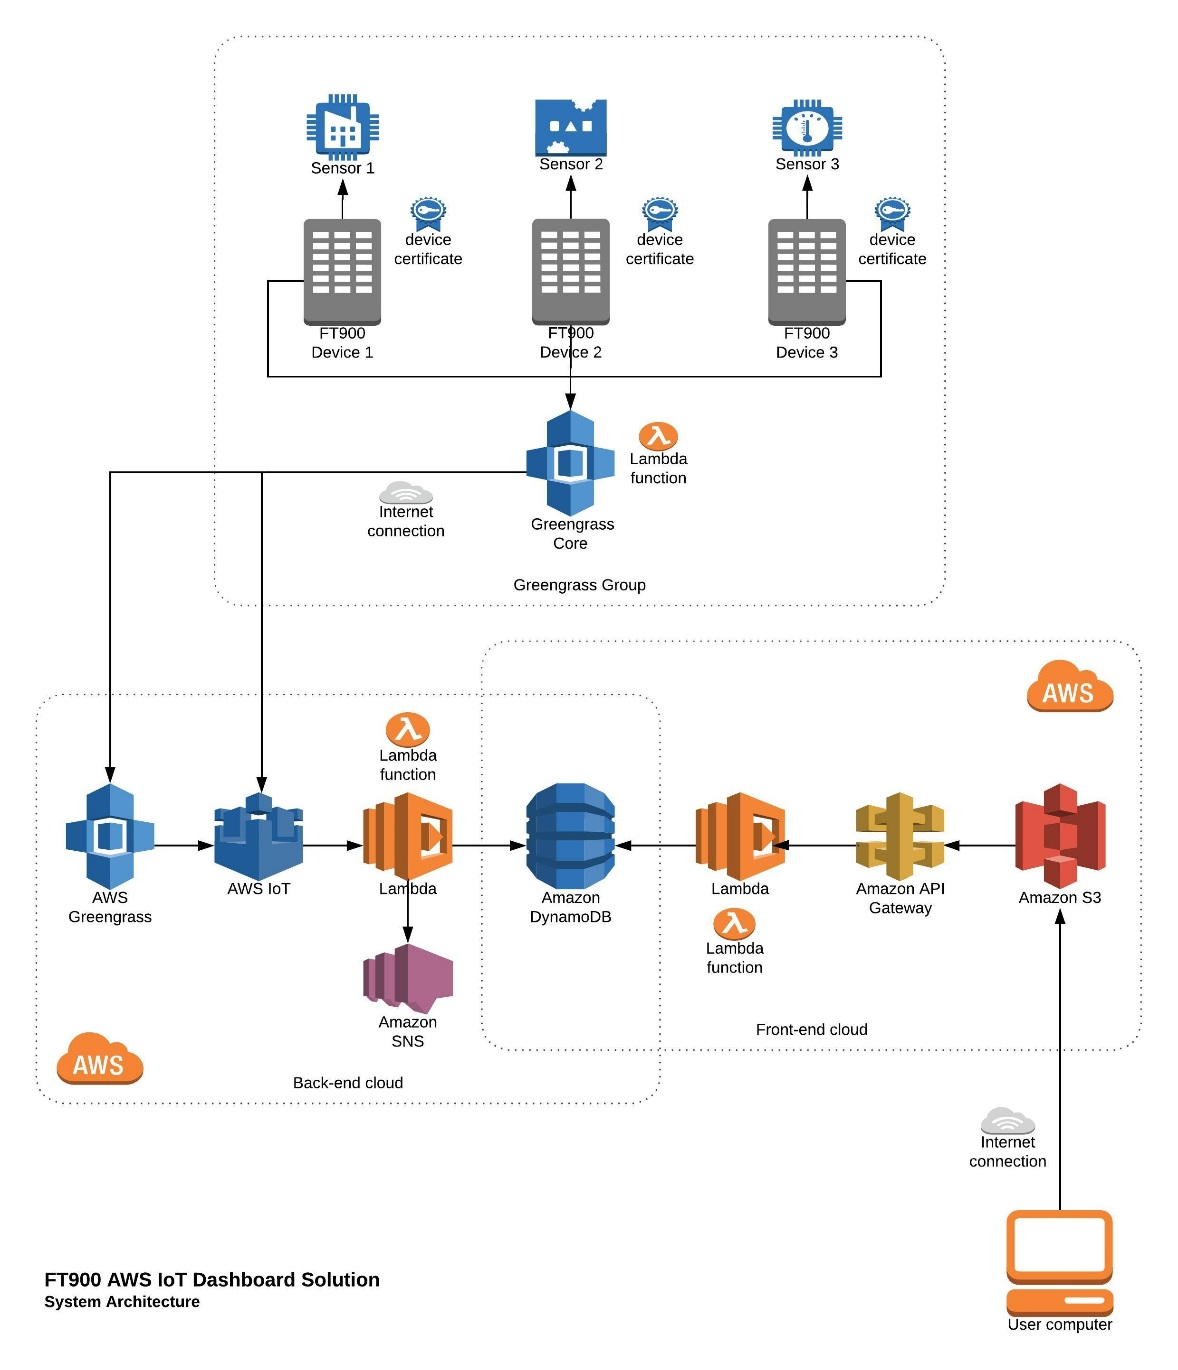 Sensor 1
Sensor 2
Sensor 3
device
certificate
device
certificate
device
certificate
FT900
Device 1
FT900
Device 2
FT900
Device 3
Lambda
function
Internet
connection
Greengrass
Core
Greengrass Group
AWS
Lambda
function
AWS
Greengrass
AWS IoT
Lambda
Amazon
DynamoDB
Lambda
Amazon API
Gateway
Amazon S3
Lambda
function
Amazon
SNS
Front-end cloud
AWS
Back-end cloud
Internet
connection
FT900 AWS IoT Dashboard Solution
System Architecture
User computer